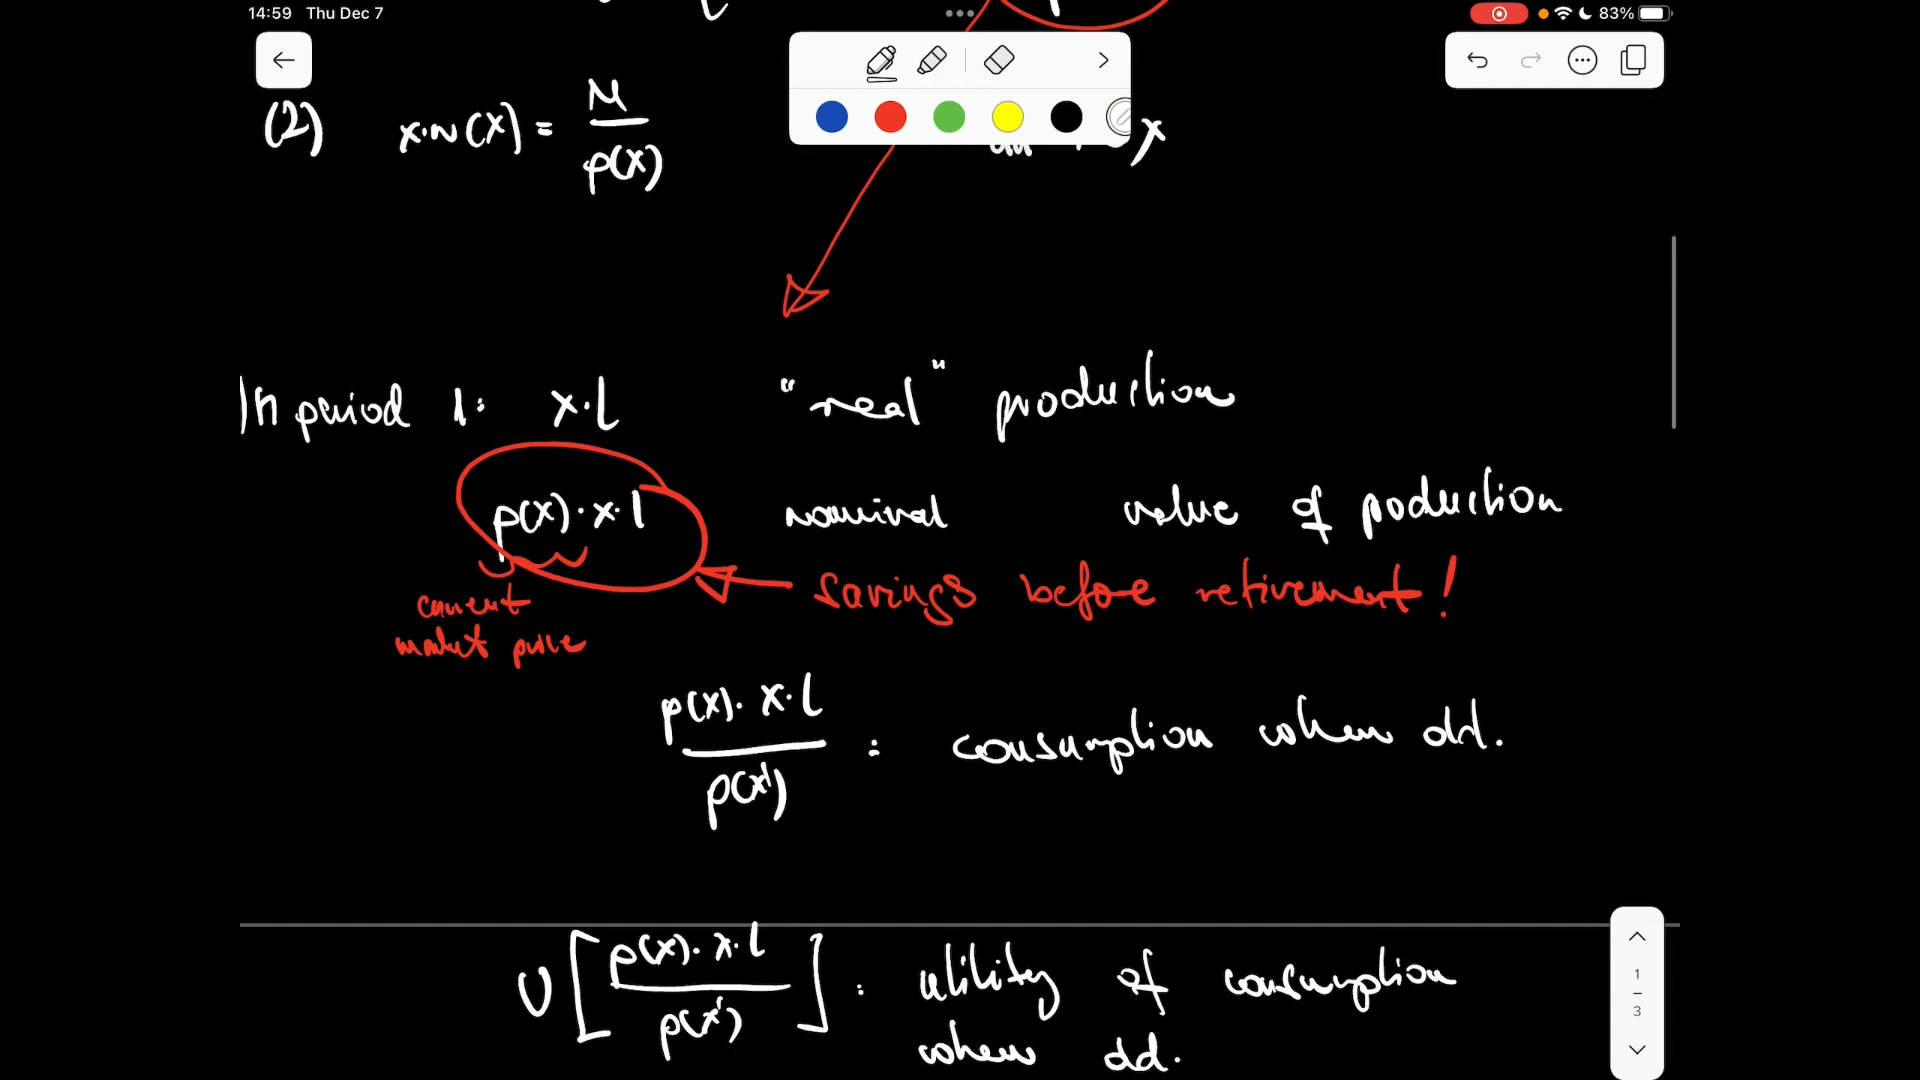 14:59 Thu Dec 7
83%
(2) x·n(x) = M / p(x)
x
In period 1: x·l "real" production
p(x)·x·l nominal value of production
current market price
savings before retirement!
p(x)·x·l / p(x') : consumption when old.
U[p(x)·x·l / p(x')] : utility of consumption
when old.
1
3